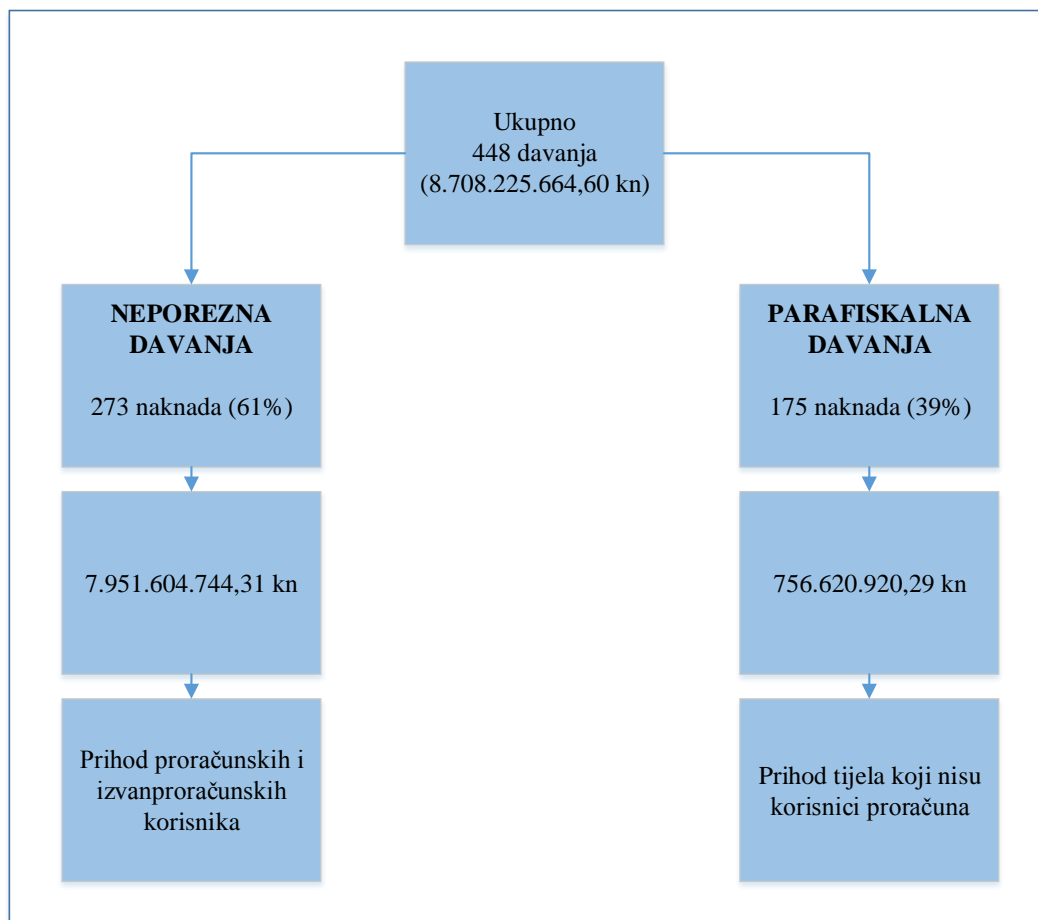 Ukupno
448 davanja
(8.708.225.664,60 kn)
NEPOREZNA
DAVANJA
273 naknada (61%)
PARAFISKALNA
DAVANJA
175 naknada (39%)
7.951.604.744,31 kn
756.620.920,29 kn
Prihod proračunskih i
izvanproračunskih
korisnika
Prihod tijela koji nisu
korisnici proračuna